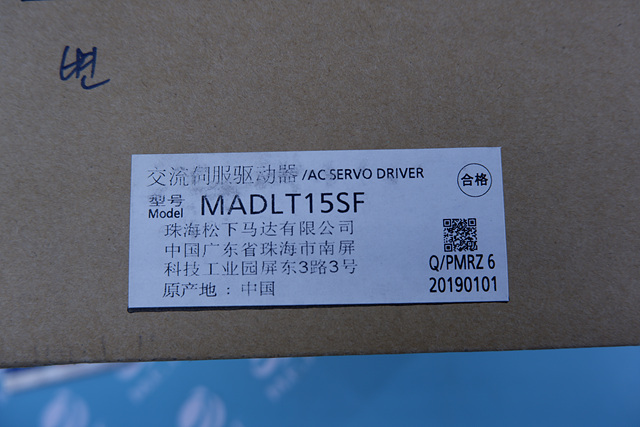 변
交流伺服驱动器/AC SERVO DRIVER
合格
型号
Model MADLT15SF
珠海松下马达有限公司
中国广东省珠海市南屏
科技工业园屏东3路3号
原产地：中国
Q/PMRZ 6
20190101